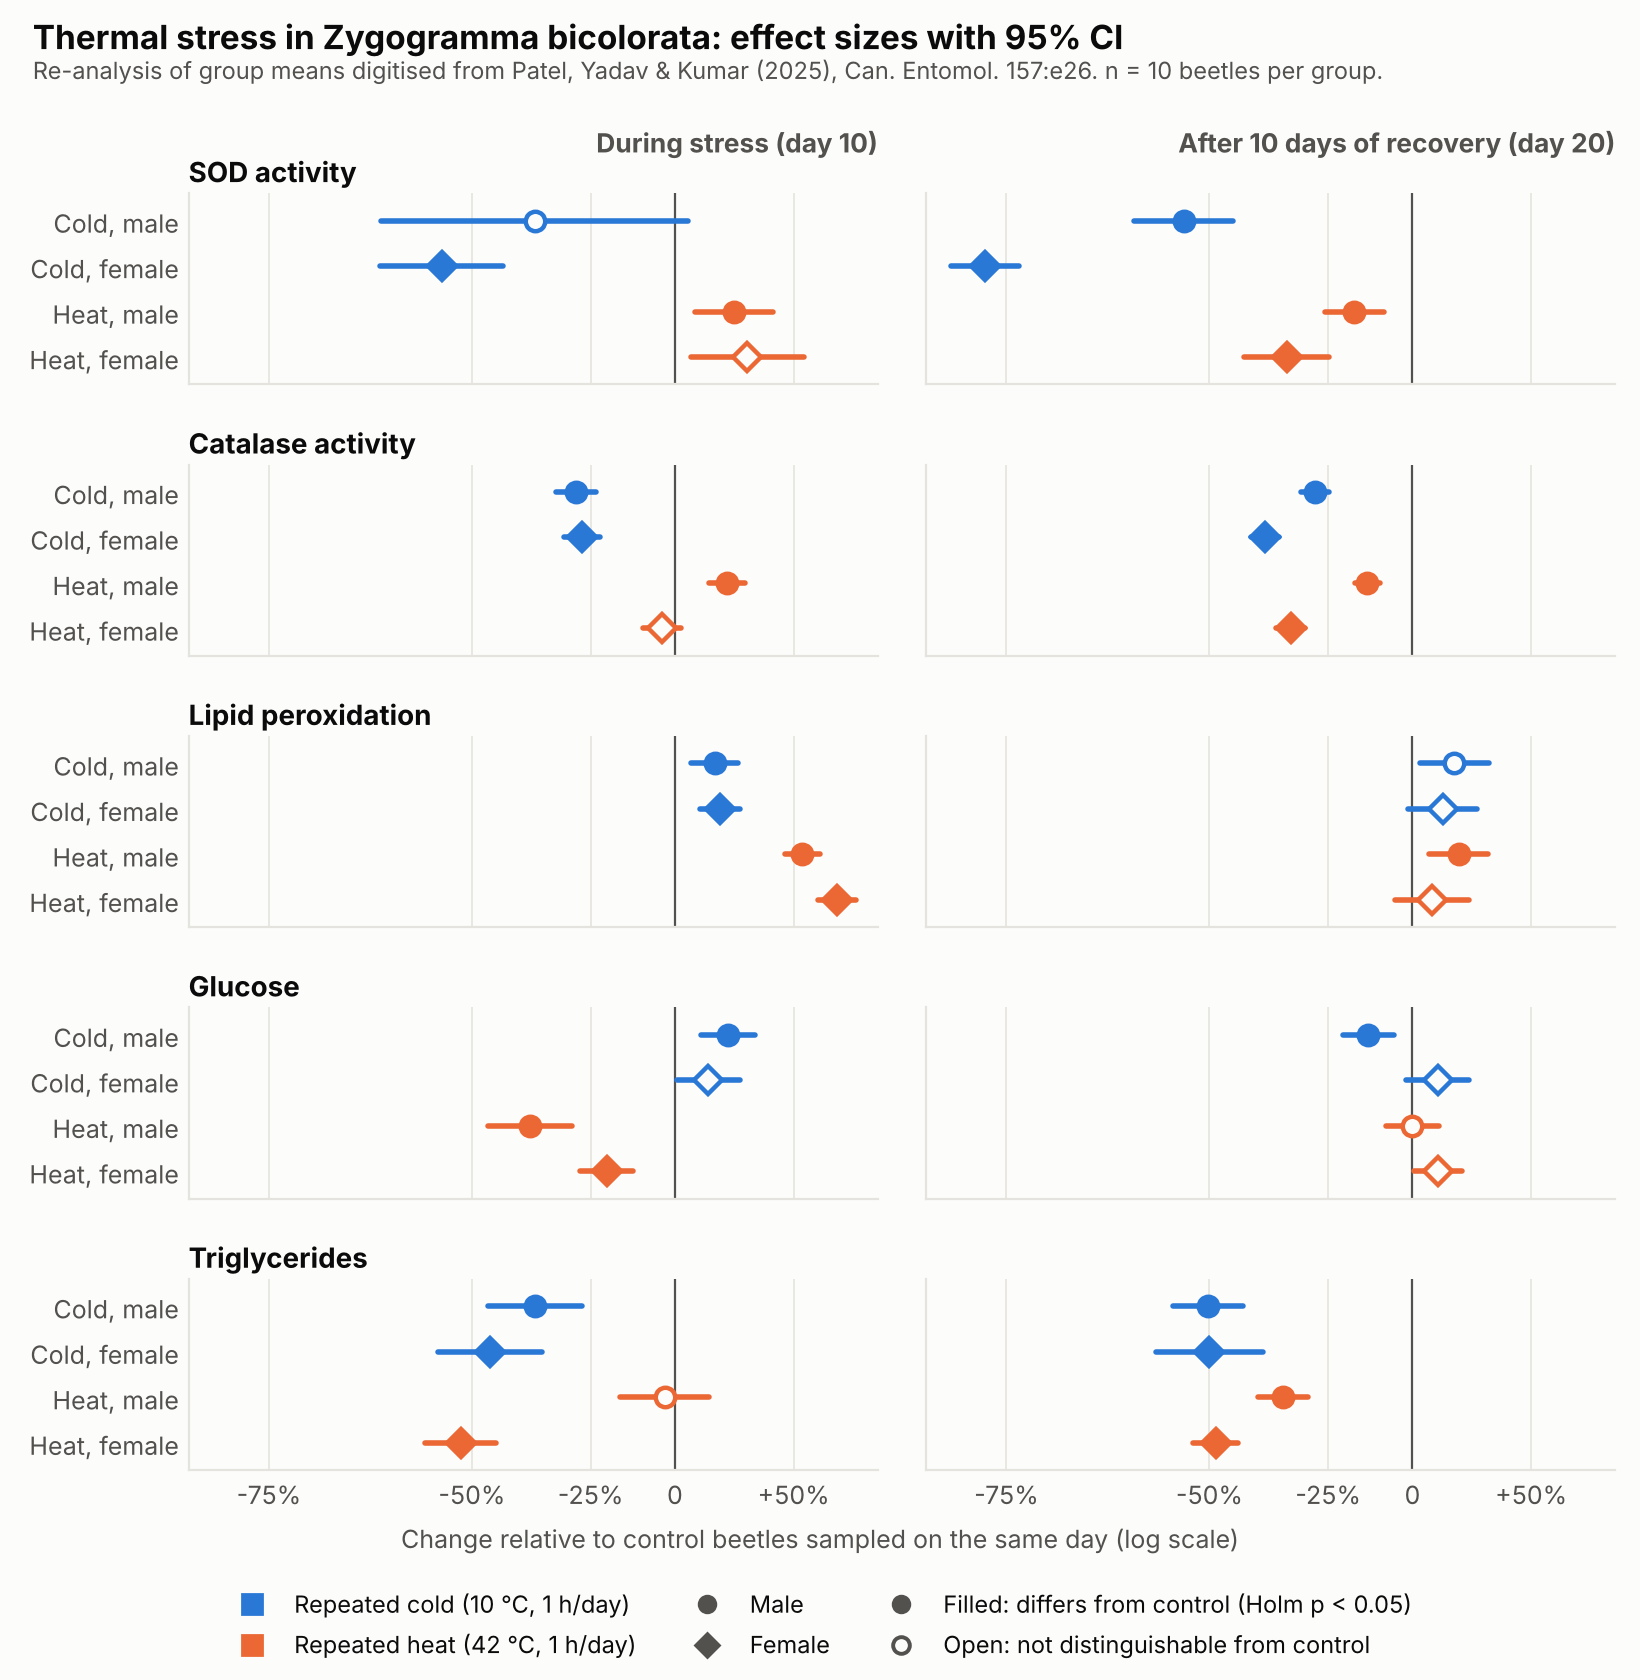 Thermal stress in Zygogramma bicolorata: effect sizes with 95% CI
Re-analysis of group means digitised from Patel, Yadav & Kumar (2025), Can. Entomol. 157:e26. n = 10 beetles per group.
During stress (day 10)
After 10 days of recovery (day 20)
SOD activity
Cold, male
Cold, female
Heat, male
Heat, female
Catalase activity
Cold, male
Cold, female
Heat, male
Heat, female
Lipid peroxidation
Cold, male
Cold, female
Heat, male
Heat, female
Glucose
Cold, male
Cold, female
Heat, male
Heat, female
Triglycerides
Cold, male
Cold, female
Heat, male
Heat, female
-75% -50% -25% 0 +50% -75% -50% -25% 0 +50%
Change relative to control beetles sampled on the same day (log scale)
Repeated cold (10 °C, 1 h/day) Male Filled: differs from control (Holm p < 0.05)
Repeated heat (42 °C, 1 h/day) Female Open: not distinguishable from control